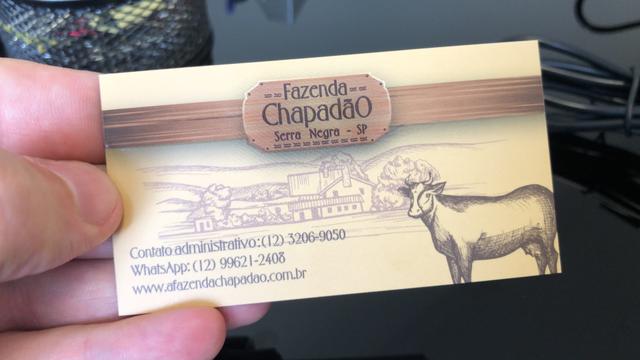 Fazenda
Chapadão
Serra Negra - SP
Contato administrativo:(12) 3206-9050
WhatsApp: (12) 99621-2408
www.afazendachapadao.com.br